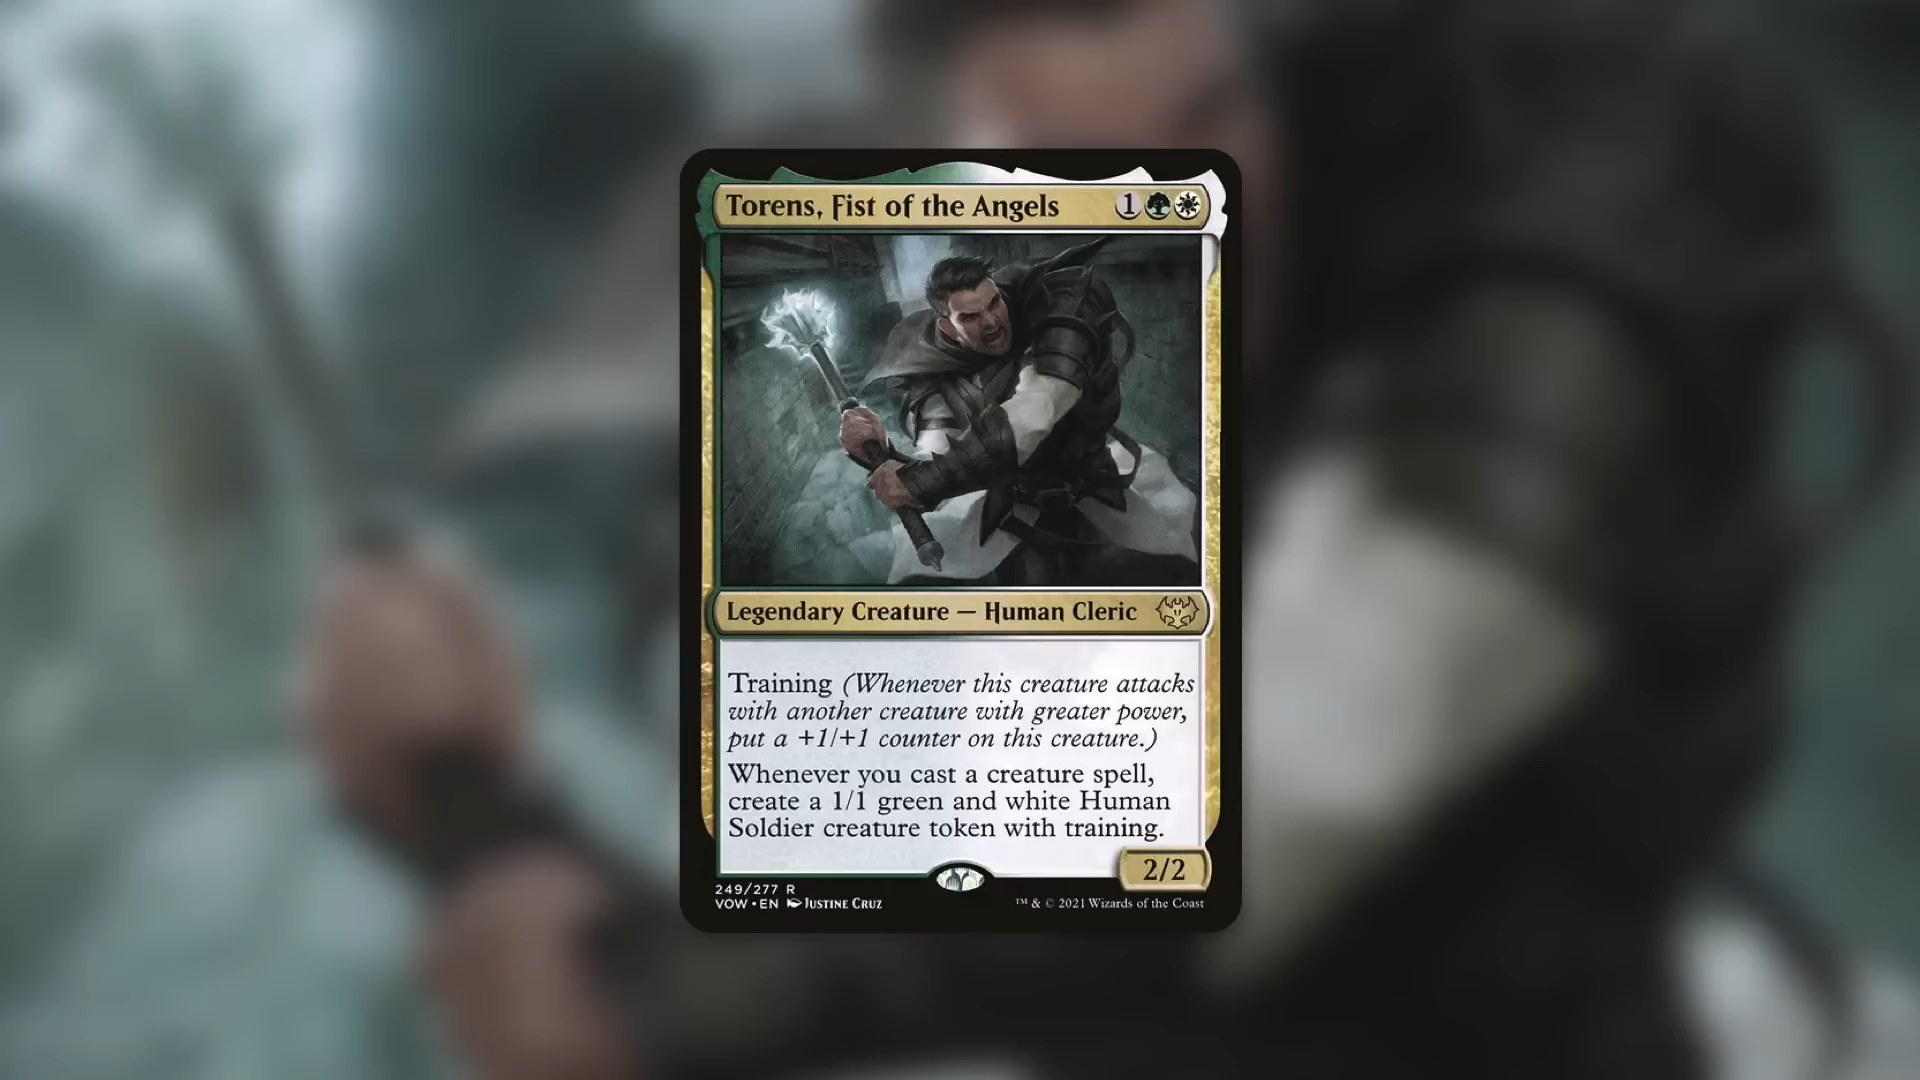 Torens, Fist of the Angels 1
Legendary Creature — Human Cleric
Training (Whenever this creature attacks
with another creature with greater power,
put a +1/+1 counter on this creature.)
Whenever you cast a creature spell,
create a 1/1 green and white Human
Soldier creature token with training.
2/2
249/277 R
VOW • EN Justine Cruz
™ & © 2021 Wizards of the Coast